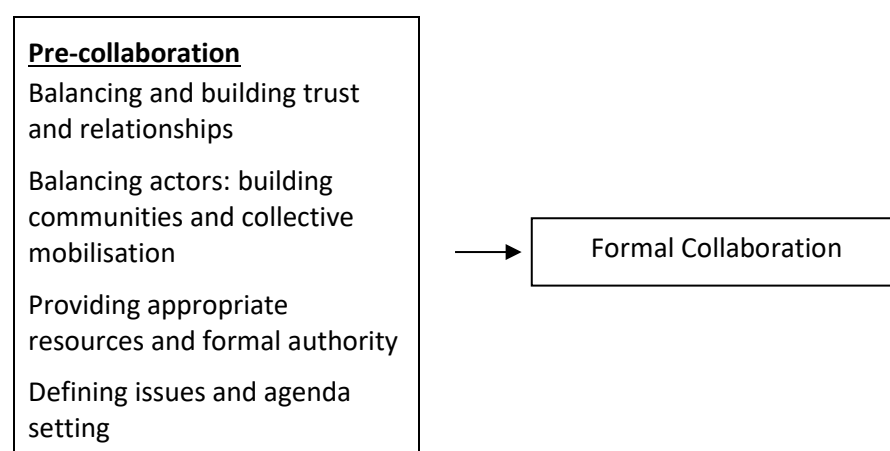 Pre-collaboration
Balancing and building trust
and relationships
Balancing actors: building
communities and collective
mobilisation
Providing appropriate
resources and formal authority
Defining issues and agenda
setting
Formal Collaboration